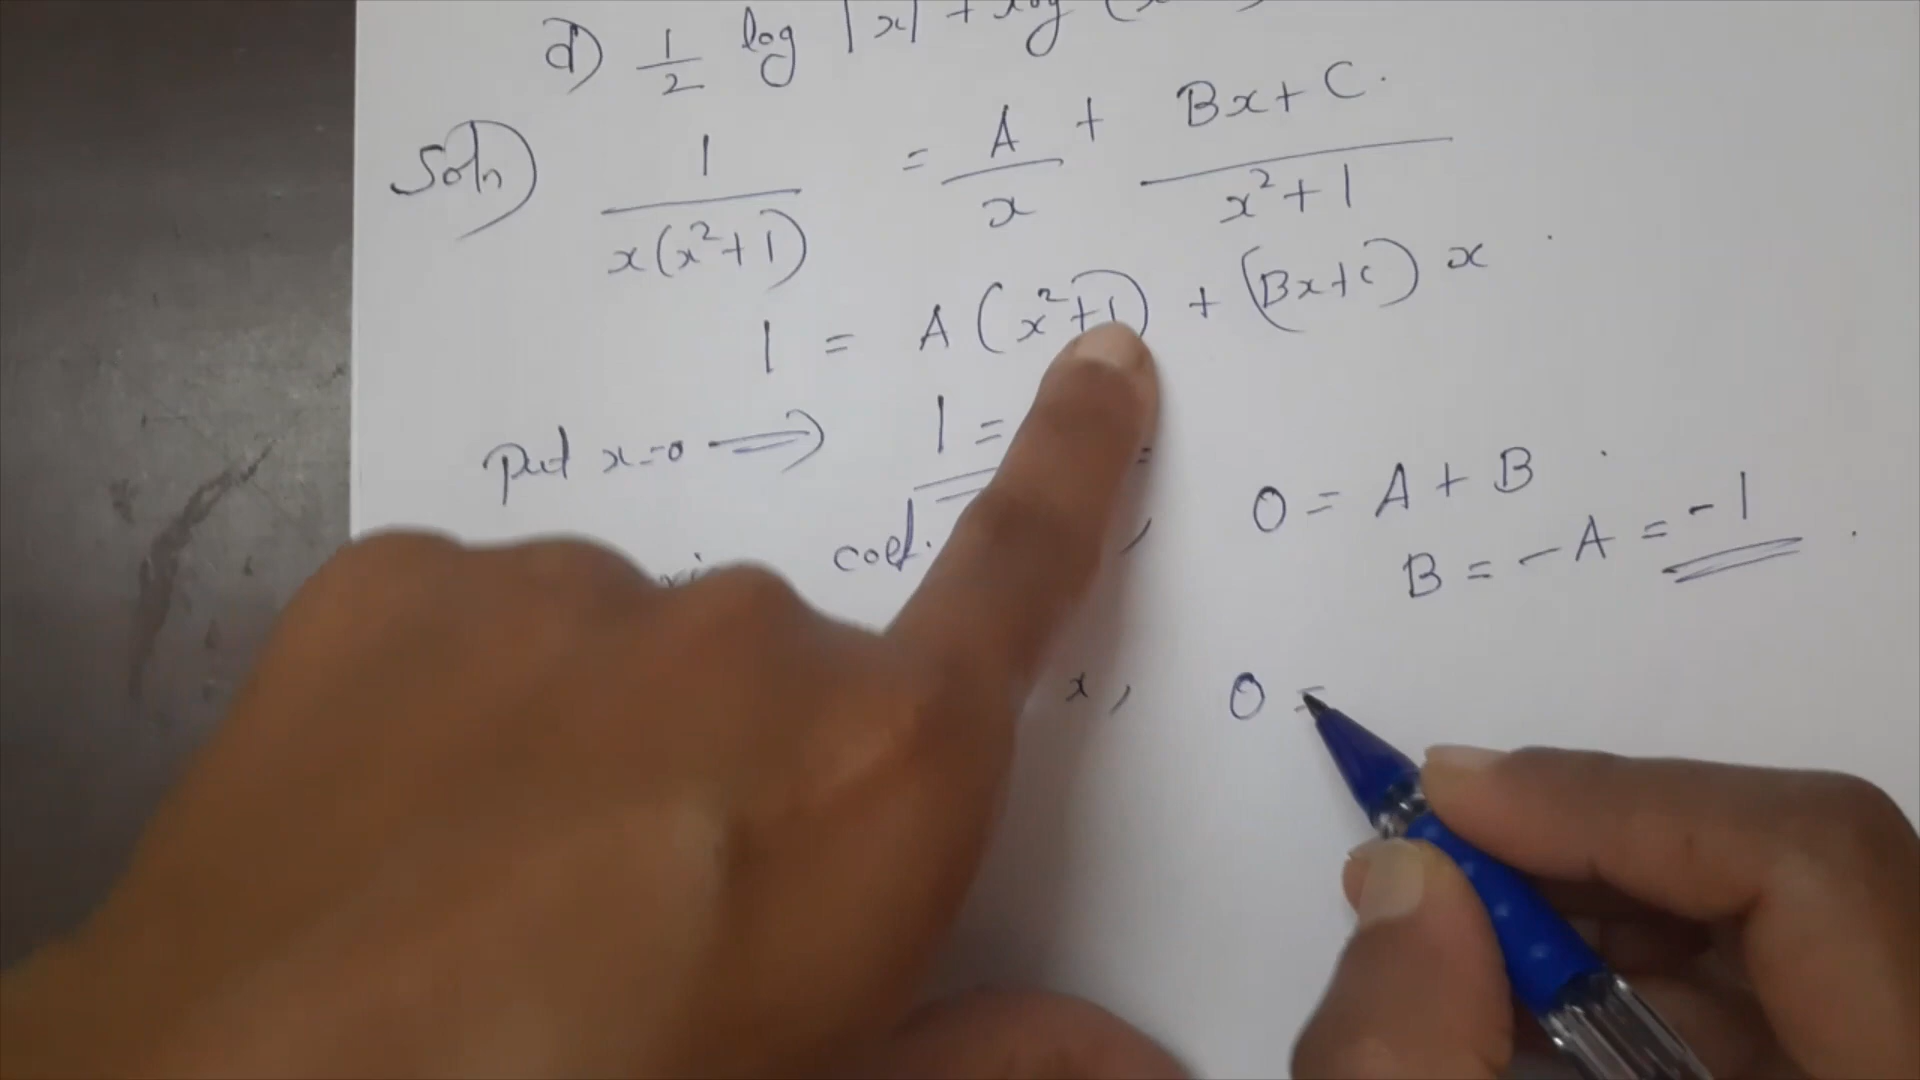 d) 1/2 log |x| + log (x
Soln) 1/x(x²+1) = A/x + Bx+C/x²+1
1 = A(x²+1) + (Bx+C) x
put x=0 ⟹ 1 =
coef. , 0 = A + B
B = -A = -1
x, 0 =